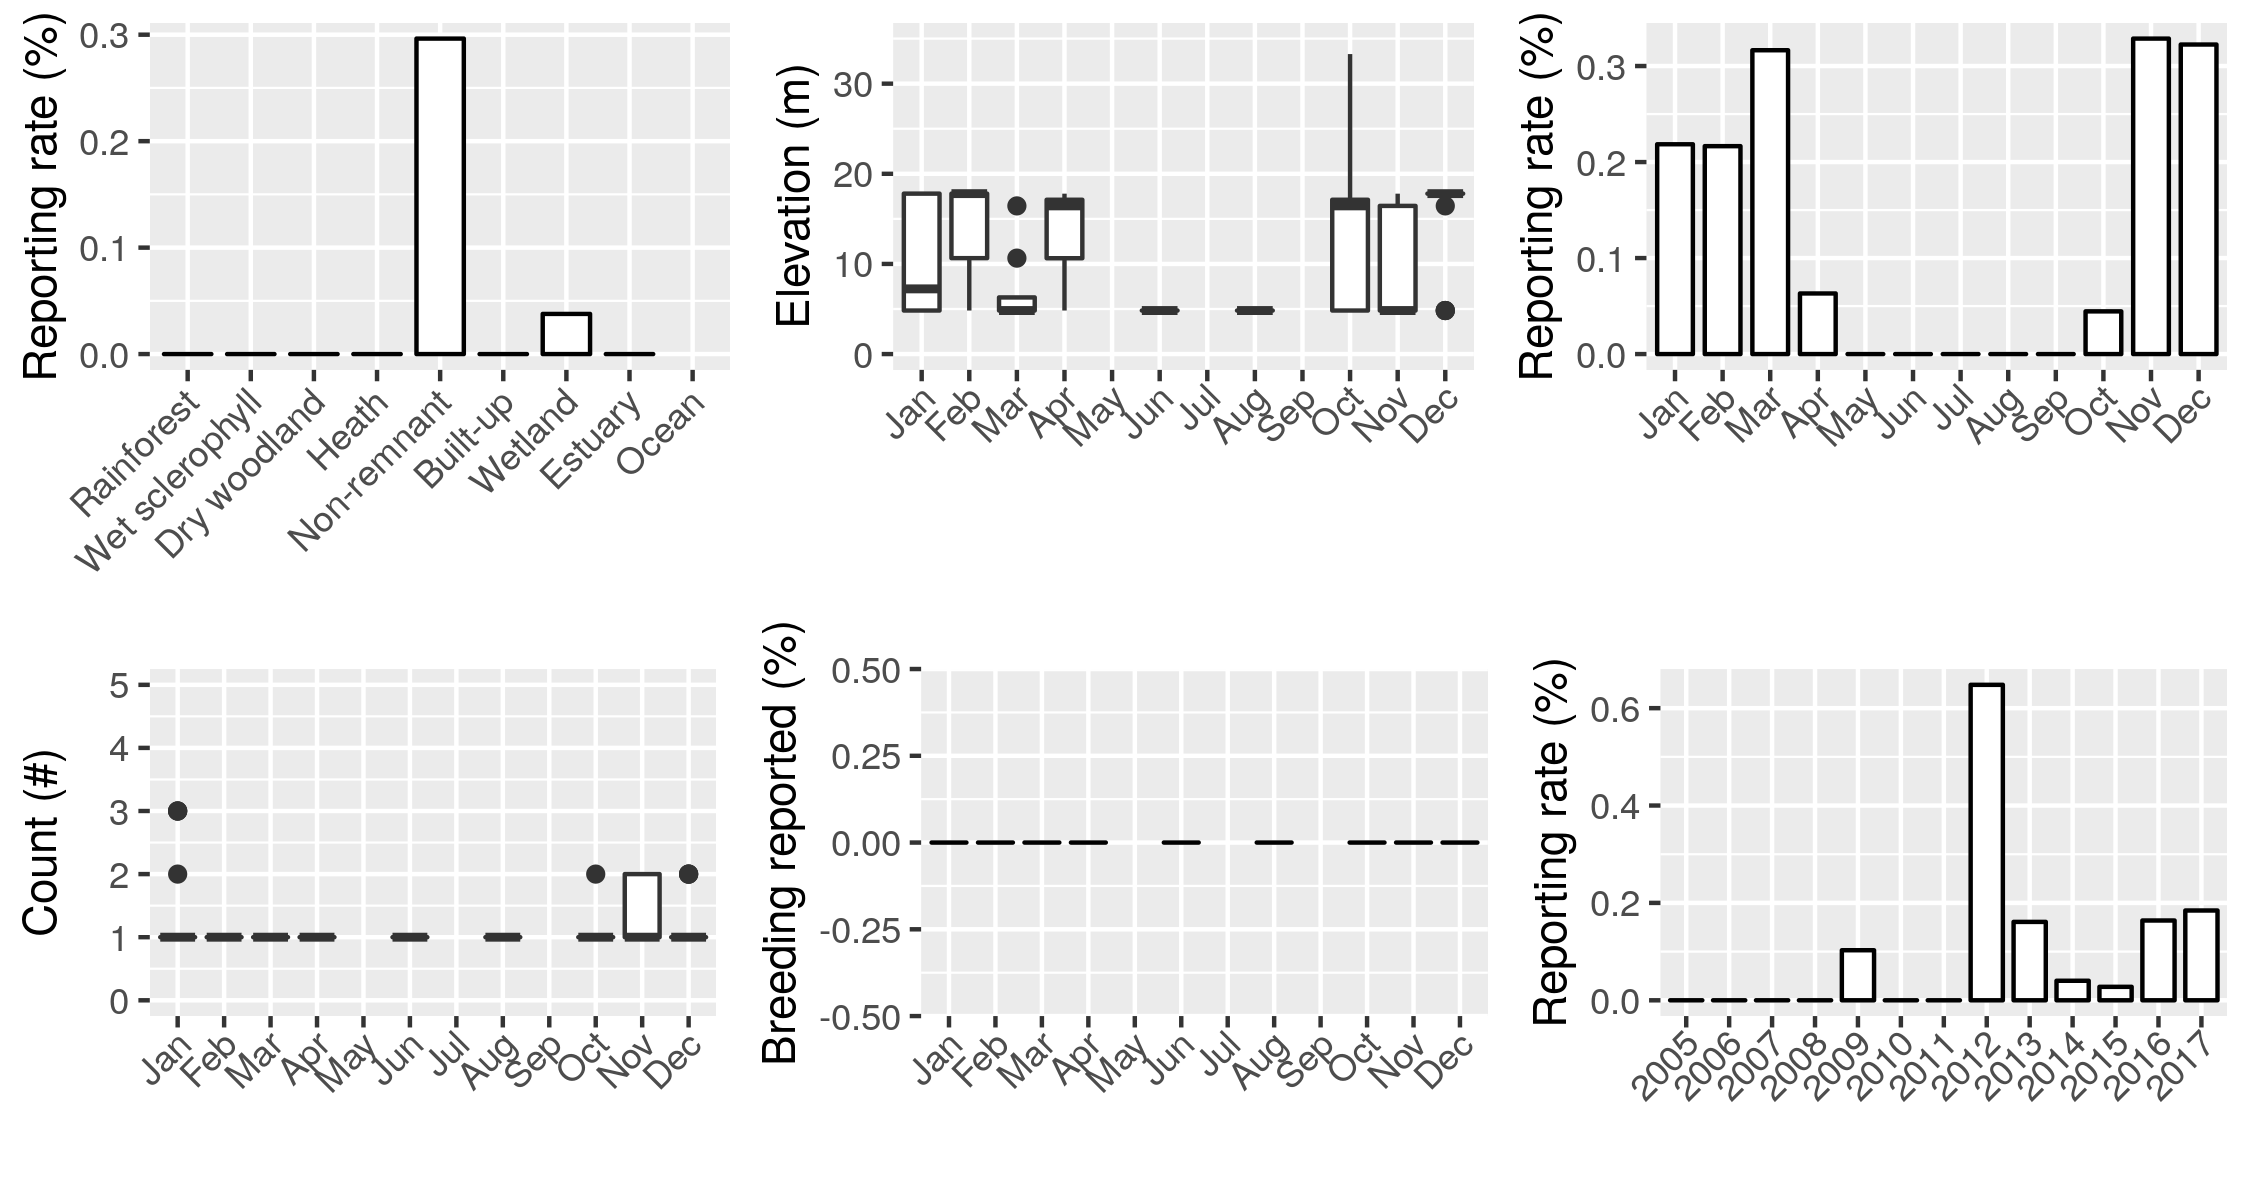 Reporting rate (%)
0.3
0.2
0.1
0.0
Rainforest
Wet sclerophyll
Dry woodland
Heath
Non-remnant
Built-up
Wetland
Estuary
Ocean
Elevation (m)
30
20
10
0
Jan
Feb
Mar
Apr
May
Jun
Jul
Aug
Sep
Oct
Nov
Dec
Reporting rate (%)
0.3
0.2
0.1
0.0
Jan
Feb
Mar
Apr
May
Jun
Jul
Aug
Sep
Oct
Nov
Dec
Count (#)
5
4
3
2
1
0
Jan
Feb
Mar
Apr
May
Jun
Jul
Aug
Sep
Oct
Nov
Dec
Breeding reported (%)
0.50
0.25
0.00
-0.25
-0.50
Jan
Feb
Mar
Apr
May
Jun
Jul
Aug
Sep
Oct
Nov
Dec
Reporting rate (%)
0.6
0.4
0.2
0.0
2005
2006
2007
2008
2009
2010
2011
2012
2013
2014
2015
2016
2017